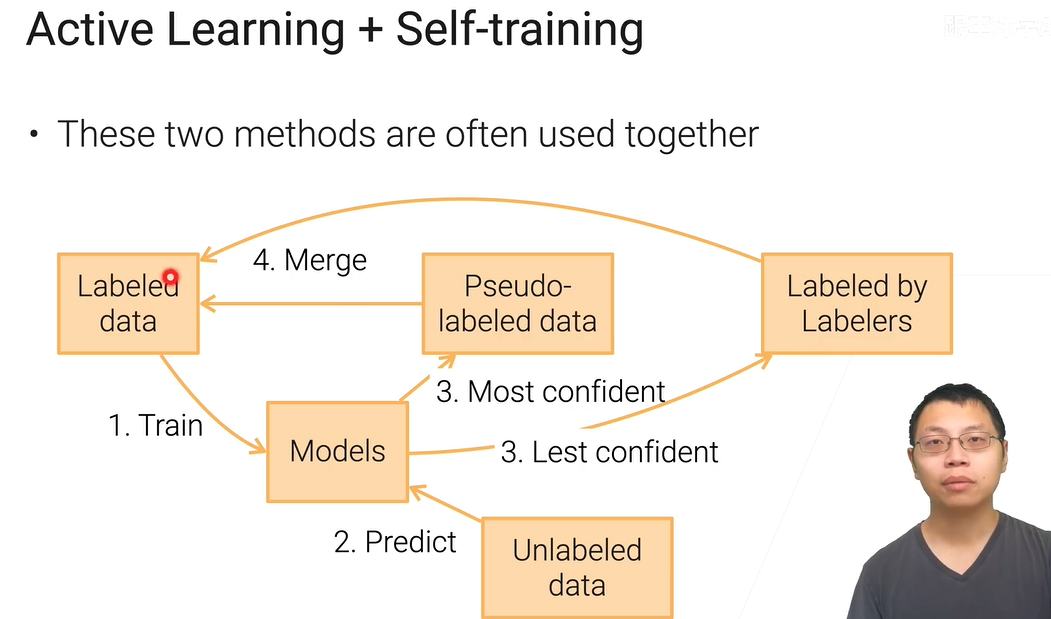 Active Learning + Self-training
• These two methods are often used together
4. Merge
Labeled
data
Pseudo-
labeled data
Labeled by
Labelers
3. Most confident
1. Train
Models
3. Lest confident
2. Predict
Unlabeled
data